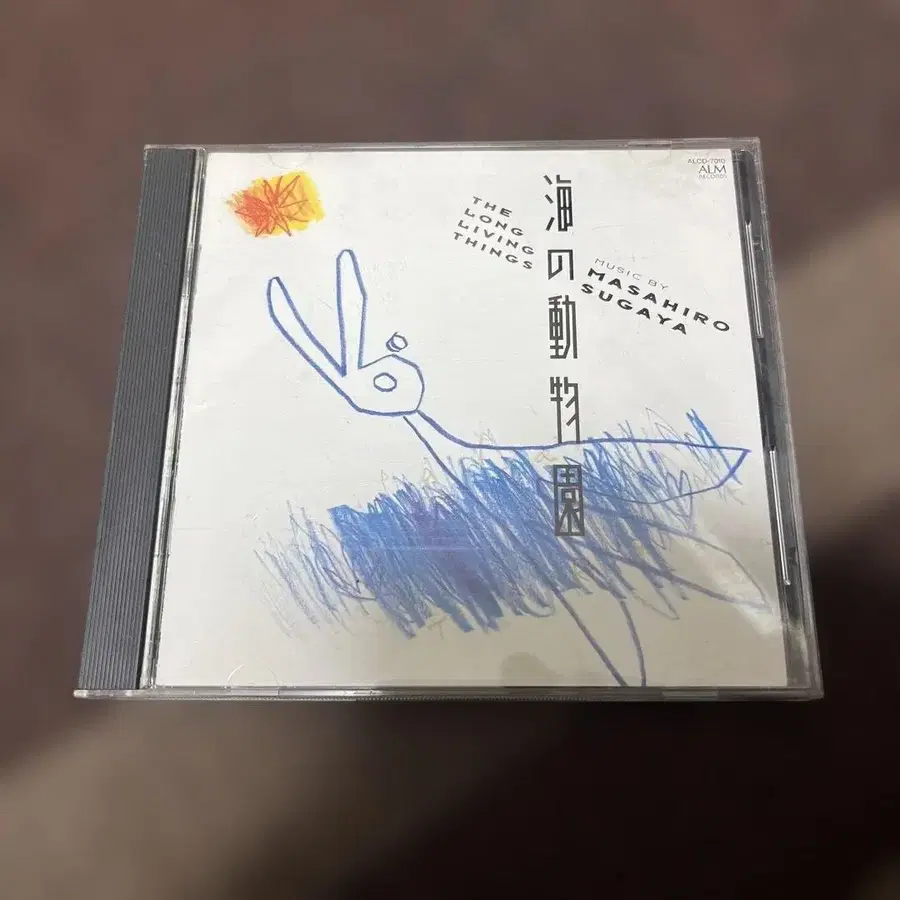 ALCD-7010
ALM
RECORDS
THE
LONG
LIVING
THINGS
海の動物園
MUSIC BY
MASAHIRO
SUGAYA